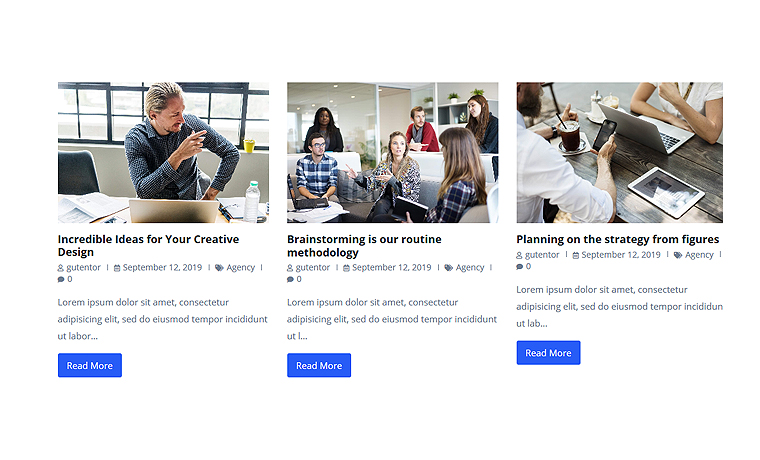 Incredible Ideas for Your Creative
Design
gutentor | September 12, 2019 | Agency |
0
Lorem ipsum dolor sit amet, consectetur
adipisicing elit, sed do eiusmod tempor incididunt
ut labor...
Read More
Brainstorming is our routine
methodology
gutentor | September 12, 2019 | Agency |
0
Lorem ipsum dolor sit amet, consectetur
adipisicing elit, sed do eiusmod tempor incididunt
ut l...
Read More
Planning on the strategy from figures
gutentor | September 12, 2019 | Agency |
0
Lorem ipsum dolor sit amet, consectetur
adipisicing elit, sed do eiusmod tempor incididun
ut lab...
Read More